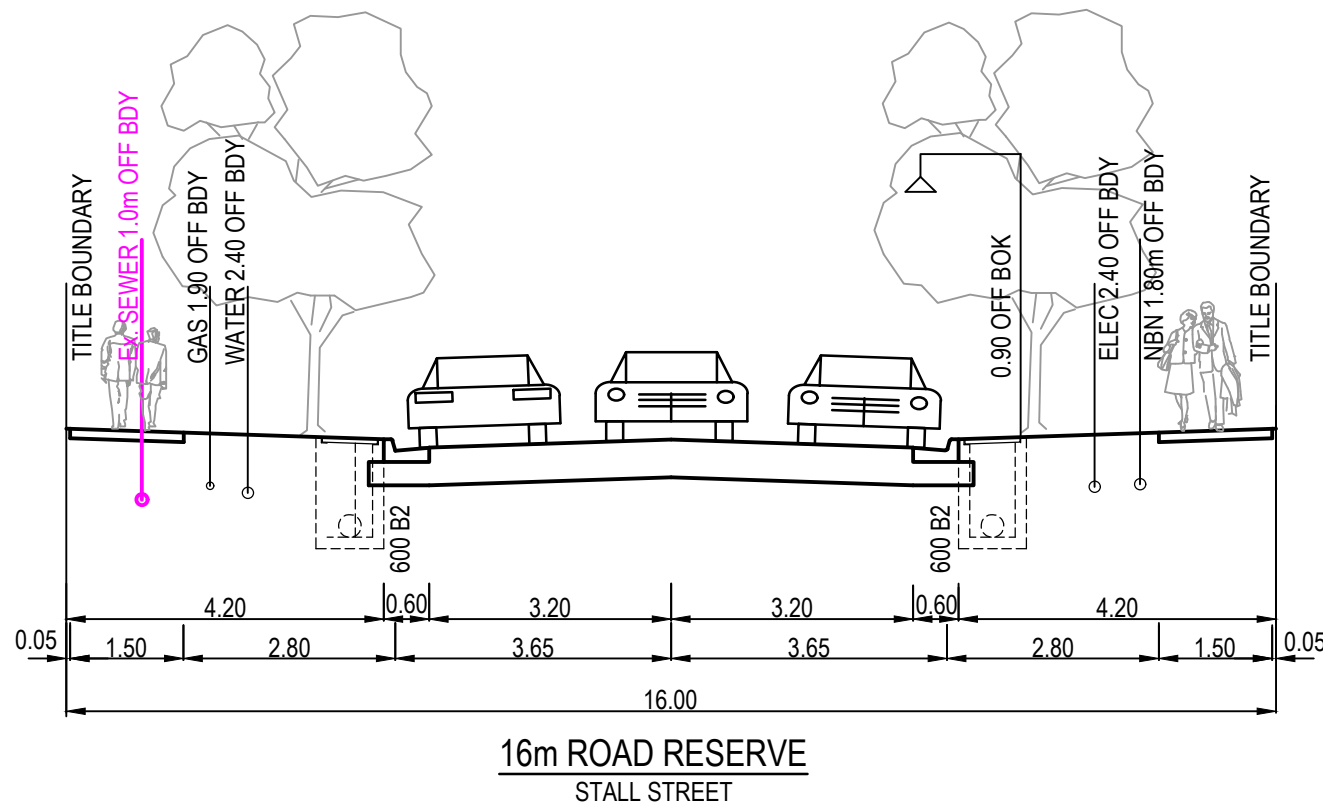 TITLE BOUNDARY
Ex. SEWER 1.0m OFF BDY
GAS 1.90 OFF BDY
WATER 2.40 OFF BDY
0.90 OFF BOK
ELEC 2.40 OFF BDY
NBN 1.80m OFF BDY
TITLE BOUNDARY
600 B2
600 B2
4.20
0.60
3.20
3.20
0.60
4.20
0.05
1.50
2.80
3.65
3.65
2.80
1.50
0.05
16.00
16m ROAD RESERVE
STALL STREET